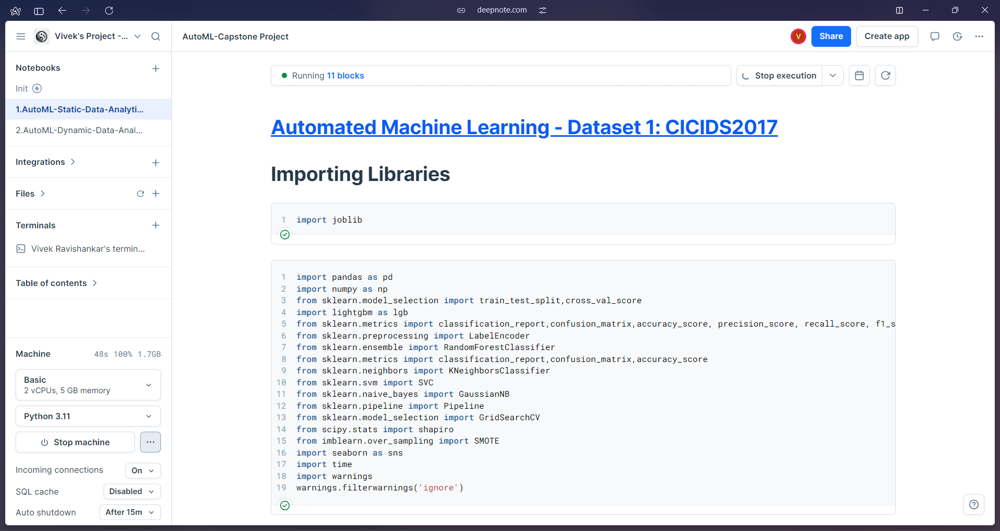 deepnote.com
Vivek's Project -...
AutoML-Capstone Project
V
Share
Create app
Notebooks
Init
1.AutoML-Static-Data-Analyti...
2.AutoML-Dynamic-Data-Anal...
Integrations
Files
Terminals
Vivek Ravishankar's termin...
Table of contents
Machine 48s 100% 1.7GB
Basic
2 vCPUs, 5 GB memory
Python 3.11
Stop machine
Incoming connections On
SQL cache Disabled
Auto shutdown After 15m
Running 11 blocks
Stop execution
Automated Machine Learning - Dataset 1: CICIDS2017
Importing Libraries
1 import joblib
1 import pandas as pd
2 import numpy as np
3 from sklearn.model_selection import train_test_split,cross_val_score
4 import lightgbm as lgb
5 from sklearn.metrics import classification_report,confusion_matrix,accuracy_score, precision_score, recall_score, f1_s
6 from sklearn.preprocessing import LabelEncoder
7 from sklearn.ensemble import RandomForestClassifier
8 from sklearn.metrics import classification_report,confusion_matrix,accuracy_score
9 from sklearn.neighbors import KNeighborsClassifier
10 from sklearn.svm import SVC
11 from sklearn.naive_bayes import GaussianNB
12 from sklearn.pipeline import Pipeline
13 from sklearn.model_selection import GridSearchCV
14 from scipy.stats import shapiro
15 from imblearn.over_sampling import SMOTE
16 import seaborn as sns
17 import time
18 import warnings
19 warnings.filterwarnings('ignore')